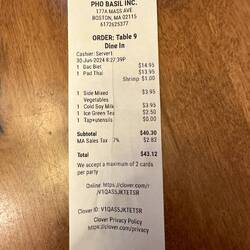 PHO BASIL INC.
177A MASS AVE
BOSTON, MA 02115
6172625377
ORDER: Table 9
Dine In
Cashier: Server1
30-Jun-2024 8:27:39P
1 Dac Biet $14.95
1 Pad Thai $13.95
Shrimp $1.00
1 Side Mixed $3.95
Vegetables
1 Cold Soy Milk $3.95
1 Ice Green Tea $2.50
1 Tap+utensils $0.00
Subtotal $40.30
MA Sales Tax 7% $2.82
Total $43.12
We accept a maximum of 2 cards
per party
Online: https://clover.com/r
/V1QASSJKTETSR
Clover ID: V1QASSJKTETSR
Clover Privacy Policy
https://clover.com/privacy